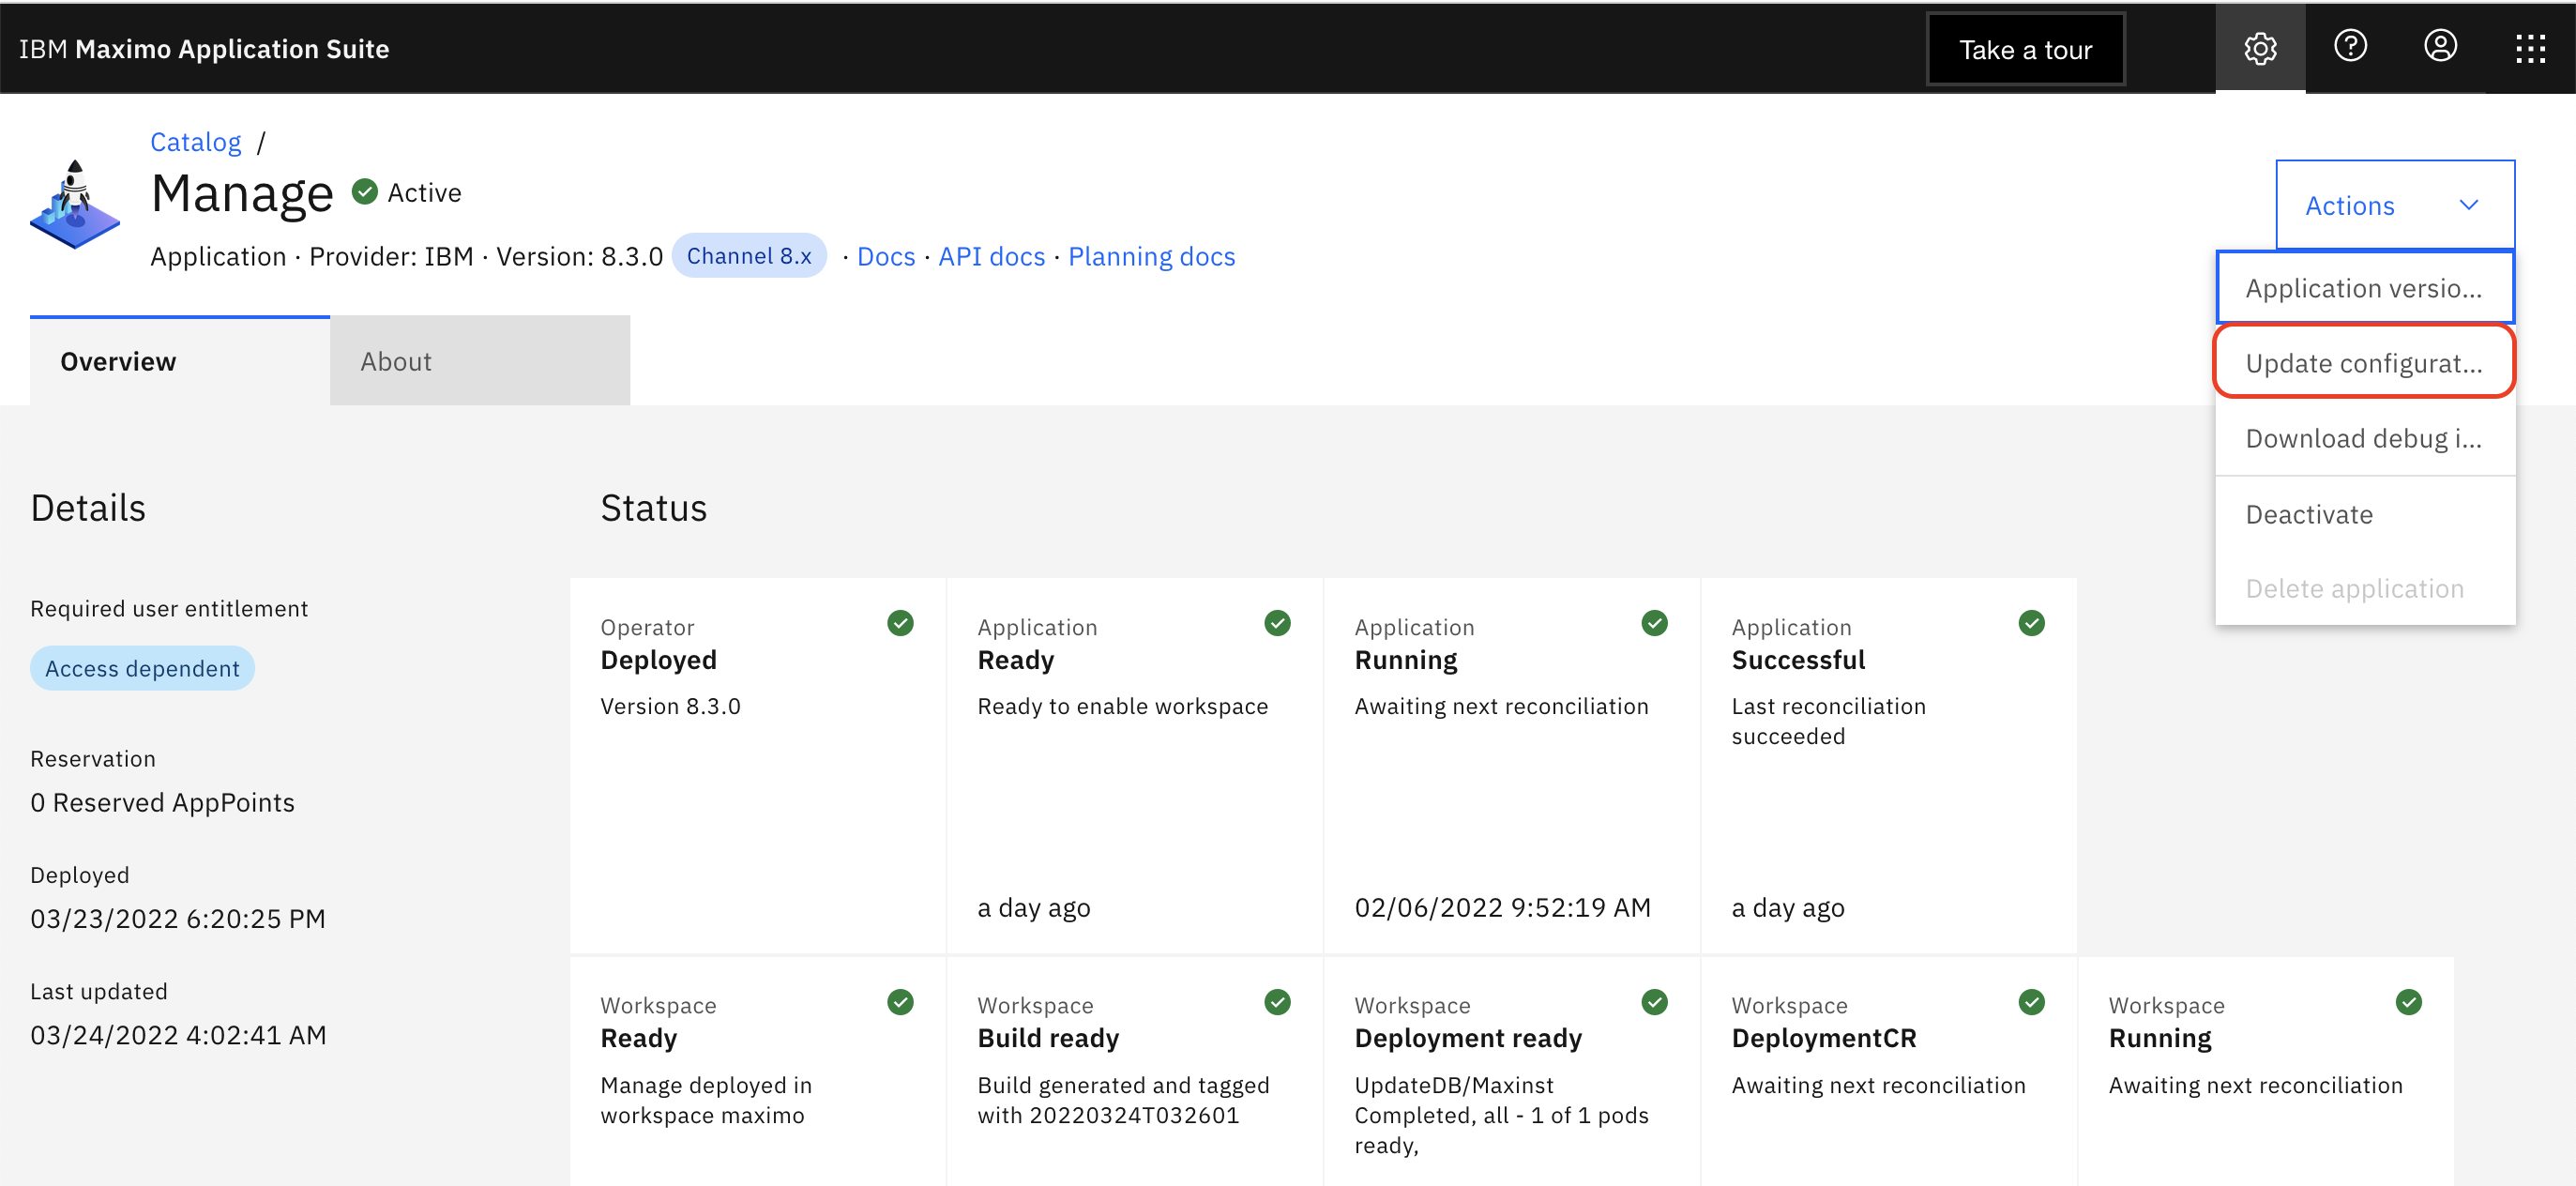 IBM Maximo Application Suite
Take a tour
Catalog /
Manage Active
Application · Provider: IBM · Version: 8.3.0 Channel 8.x · Docs · API docs · Planning docs
Actions
Application versio...
Update configurat...
Download debug i...
Deactivate
Delete application
Overview
About
Details
Required user entitlement
Access dependent
Reservation
0 Reserved AppPoints
Deployed
03/23/2022 6:20:25 PM
Last updated
03/24/2022 4:02:41 AM
Status
Operator
Deployed
Version 8.3.0
Application
Ready
Ready to enable workspace
a day ago
Application
Running
Awaiting next reconciliation
02/06/2022 9:52:19 AM
Application
Successful
Last reconciliation
succeeded
a day ago
Workspace
Ready
Manage deployed in
workspace maximo
Workspace
Build ready
Build generated and tagged
with 20220324T032601
Workspace
Deployment ready
UpdateDB/Maxinst
Completed, all - 1 of 1 pods
ready,
Workspace
DeploymentCR
Awaiting next reconciliation
Workspace
Running
Awaiting next reconciliation